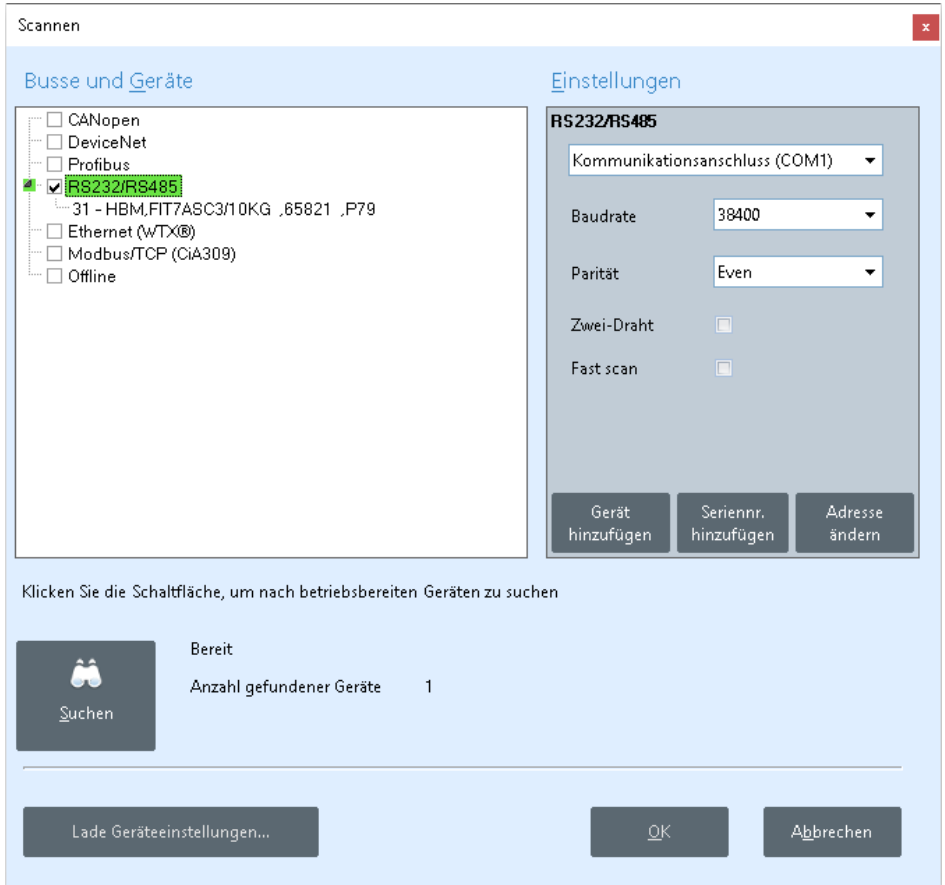 Scannen
x
Busse und Geräte
CANopen
DeviceNet
Profibus
RS232/RS485
31 - HBM,FIT7ASC3/10KG ,65821 ,P79
Ethernet (WTX®)
Modbus/TCP (CiA309)
Offline
Einstellungen
RS232/RS485
Kommunikationsanschluss (COM1)
Baudrate 38400
Parität Even
Zwei-Draht
Fast scan
Gerät hinzufügen
Seriennr. hinzufügen
Adresse ändern
Klicken Sie die Schaltfläche, um nach betriebsbereiten Geräten zu suchen
Suchen
Bereit
Anzahl gefundener Geräte 1
Lade Geräteeinstellungen...
OK
Abbrechen